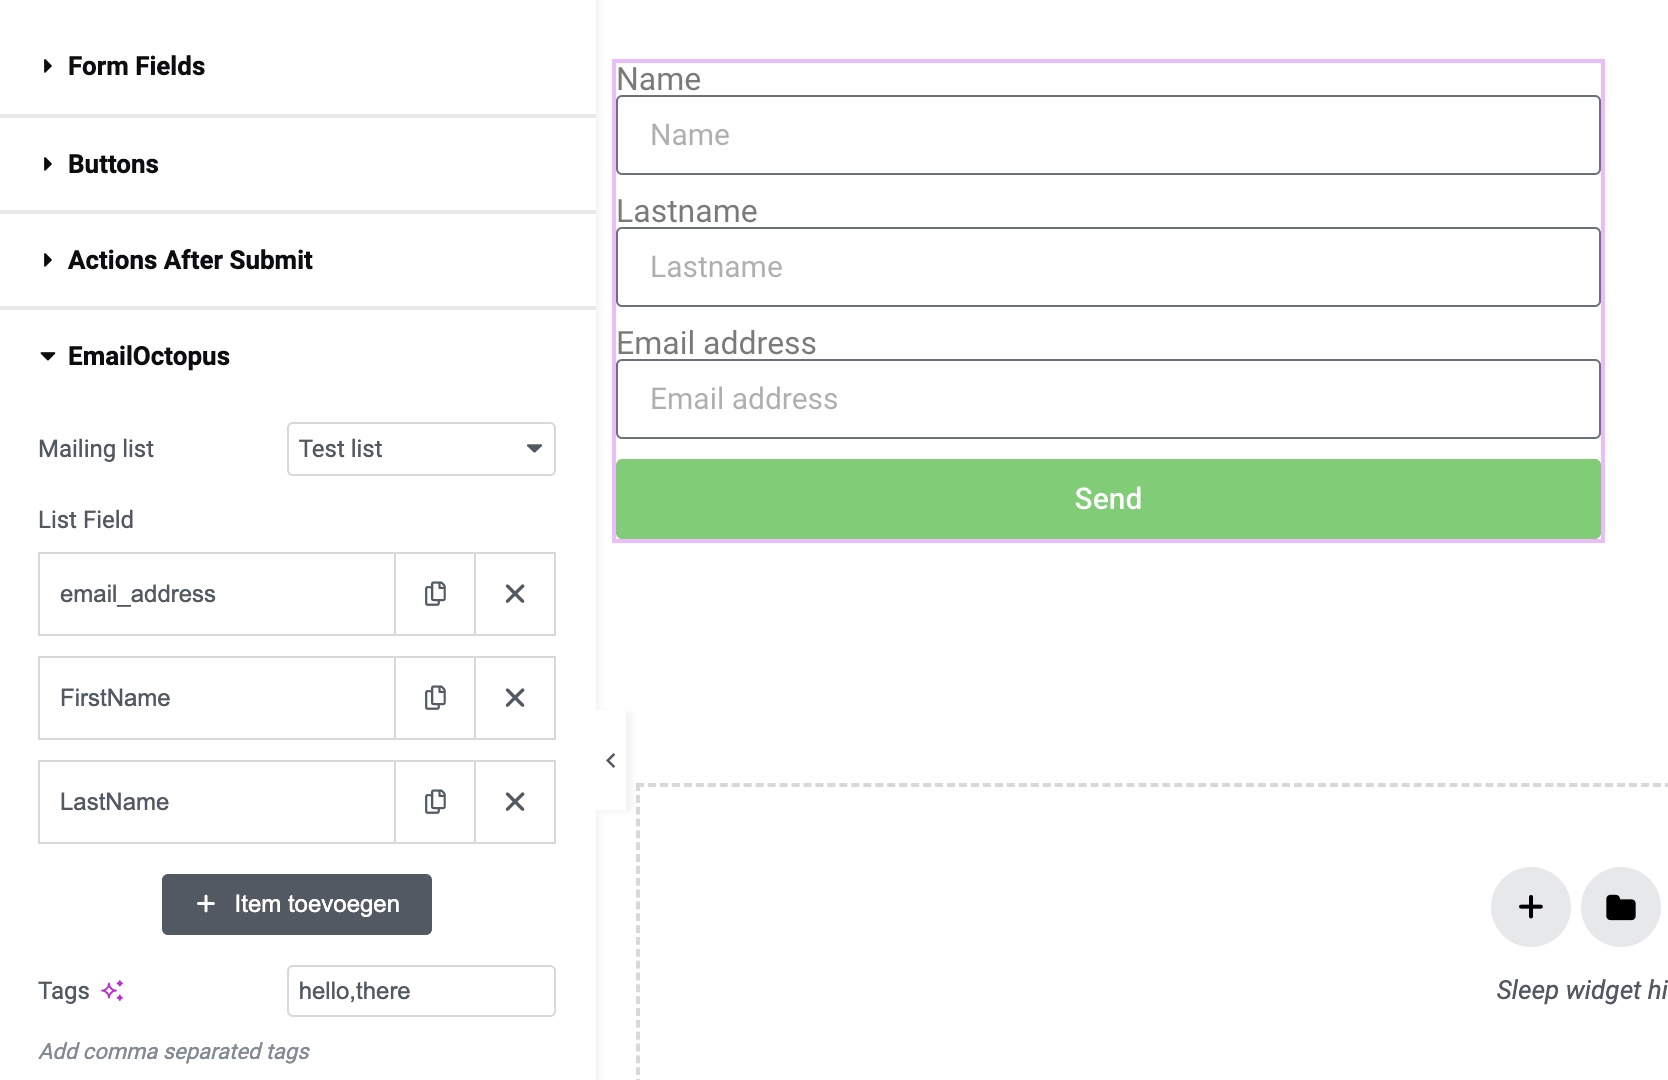 Form Fields
Buttons
Actions After Submit
EmailOctopus
Mailing list
Test list
List Field
email_address
FirstName
LastName
Item toevoegen
Tags
hello,there
Add comma separated tags
Name
Name
Lastname
Lastname
Email address
Email address
Send
Sleep widget hi